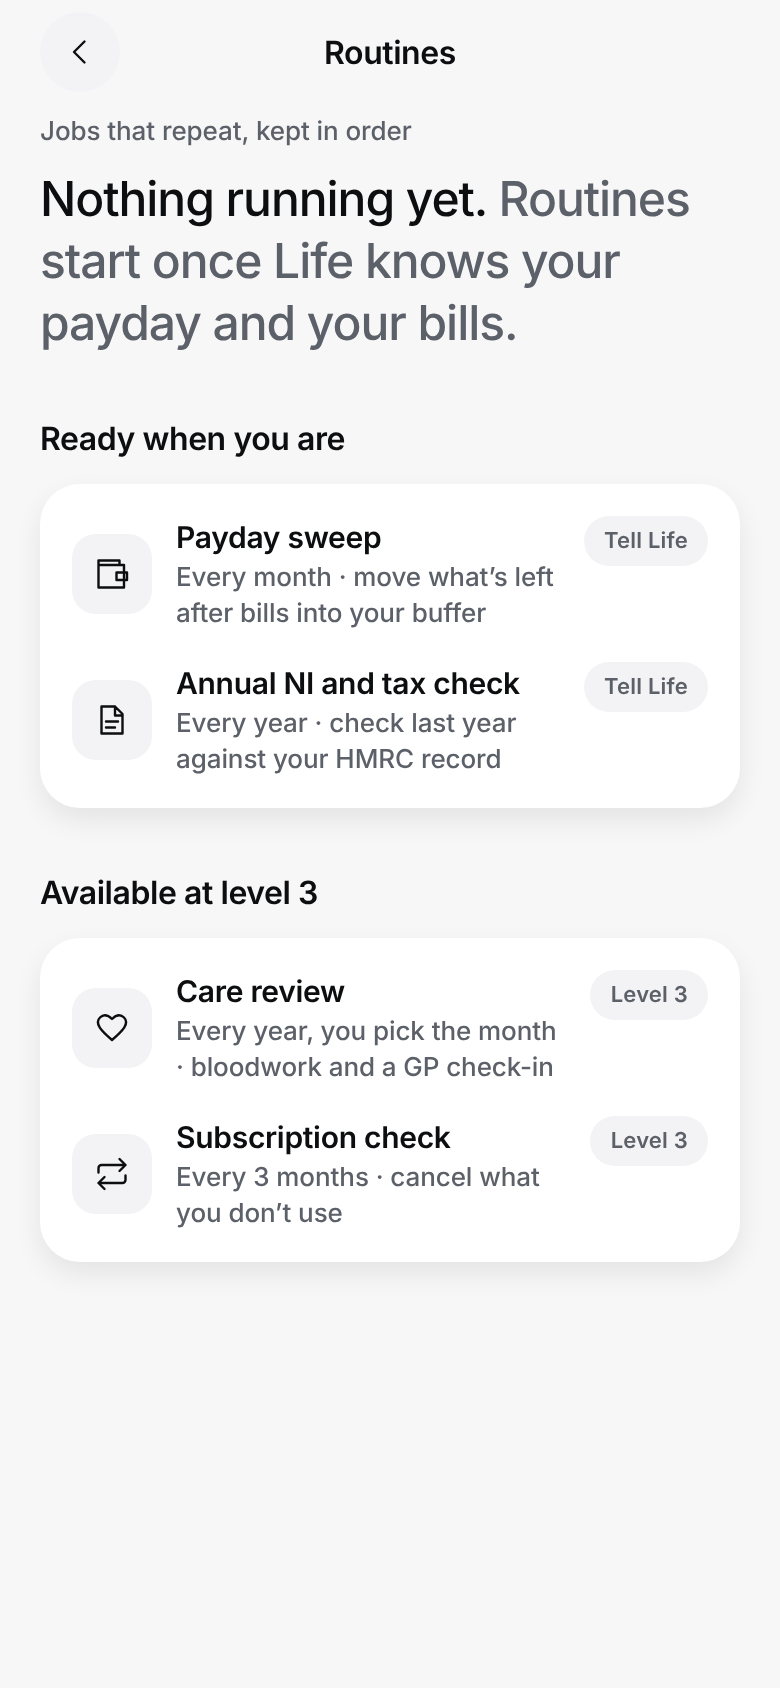 Routines
Jobs that repeat, kept in order
Nothing running yet. Routines
start once Life knows your
payday and your bills.
Ready when you are
Payday sweep
Tell Life
Every month · move what’s left
after bills into your buffer
Annual NI and tax check
Tell Life
Every year · check last year
against your HMRC record
Available at level 3
Care review
Level 3
Every year, you pick the month
· bloodwork and a GP check-in
Subscription check
Level 3
Every 3 months · cancel what
you don’t use